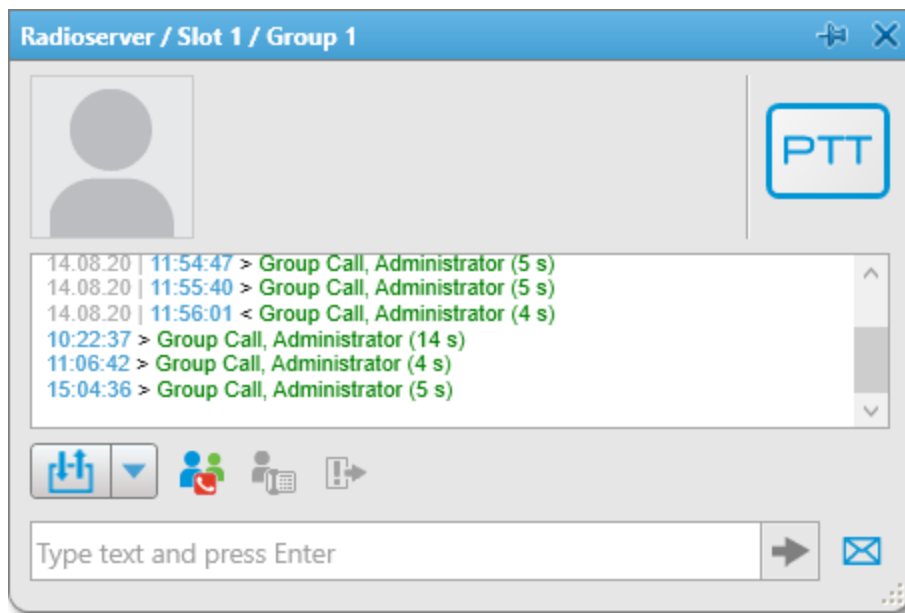 Radioserver / Slot 1 / Group 1
PTT
14.08.20 | 11:54:47 > Group Call, Administrator (5 s)
14.08.20 | 11:55:40 > Group Call, Administrator (5 s)
14.08.20 | 11:56:01 < Group Call, Administrator (4 s)
10:22:37 > Group Call, Administrator (14 s)
11:06:42 > Group Call, Administrator (4 s)
15:04:36 > Group Call, Administrator (5 s)
Type text and press Enter